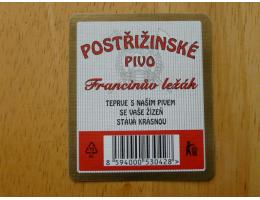 POSTŘIŽINSKÉ
PIVO
Francinův ležák
TEPRVE S NAŠÍM PIVEM
SE VAŠE ŽÍZEŇ
STÁVÁ KRÁSNOU
8 594000 530428 >